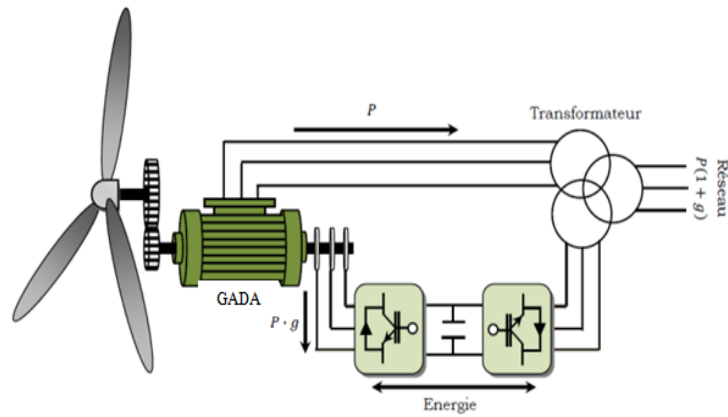 P
Transformateur
Réseau
P(1 + g)
GADA
P · g
Energie